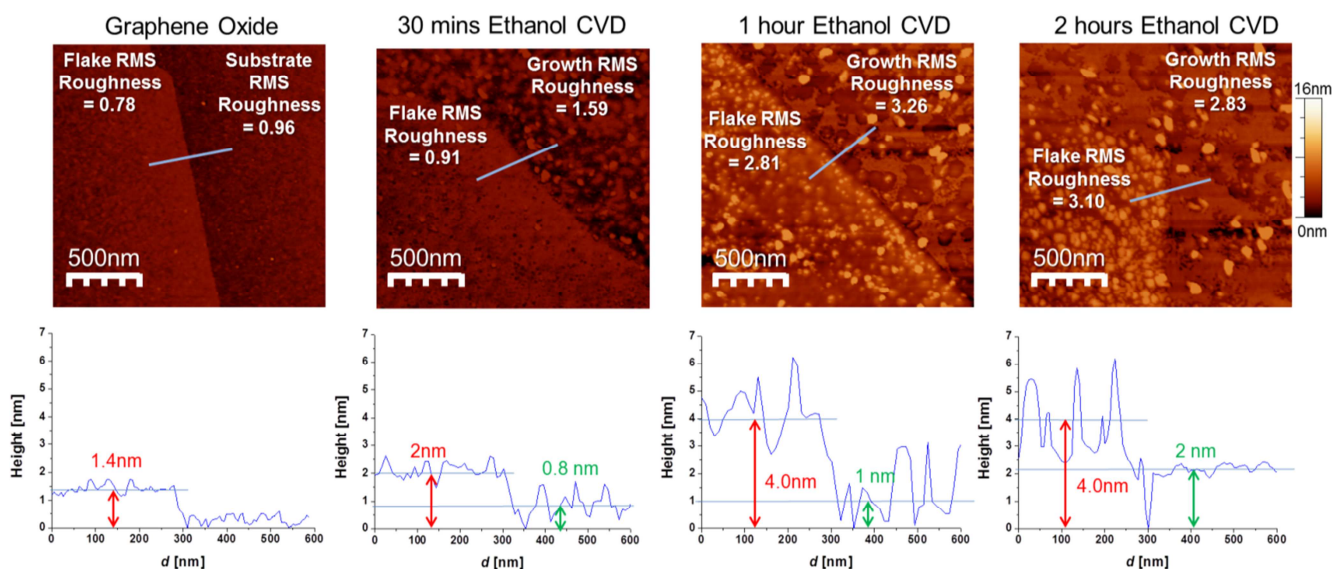 Graphene Oxide
30 mins Ethanol CVD
1 hour Ethanol CVD
2 hours Ethanol CVD
Flake RMS
Roughness
= 0.78
Substrate
RMS
Roughness
= 0.96
500nm
Growth RMS
Roughness
= 1.59
Flake RMS
Roughness
= 0.91
500nm
Growth RMS
Roughness
= 3.26
Flake RMS
Roughness
= 2.81
500nm
Growth RMS
Roughness
= 2.83
Flake RMS
Roughness
= 3.10
500nm
16nm
0nm
Height [nm]
7
6
5
4
3
2
1
0
1.4nm
0 100 200 300 400 500 600
d [nm]
Height [nm]
7
6
5
4
3
2
1
0
2nm
0.8 nm
0 100 200 300 400 500 600
d [nm]
Height [nm]
7
6
5
4
3
2
1
0
4.0nm
1 nm
0 100 200 300 400 500 600
d [nm]
Height [nm]
7
6
5
4
3
2
1
0
4.0nm
2 nm
0 100 200 300 400 500 600
d [nm]